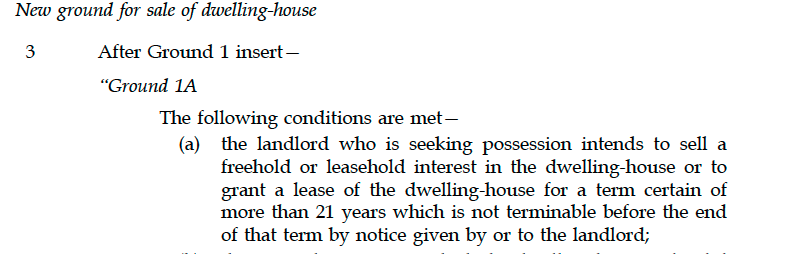 New ground for sale of dwelling-house
3 After Ground 1 insert—
“Ground 1A
The following conditions are met—
(a) the landlord who is seeking possession intends to sell a
freehold or leasehold interest in the dwelling-house or to
grant a lease of the dwelling-house for a term certain of
more than 21 years which is not terminable before the end
of that term by notice given by or to the landlord;